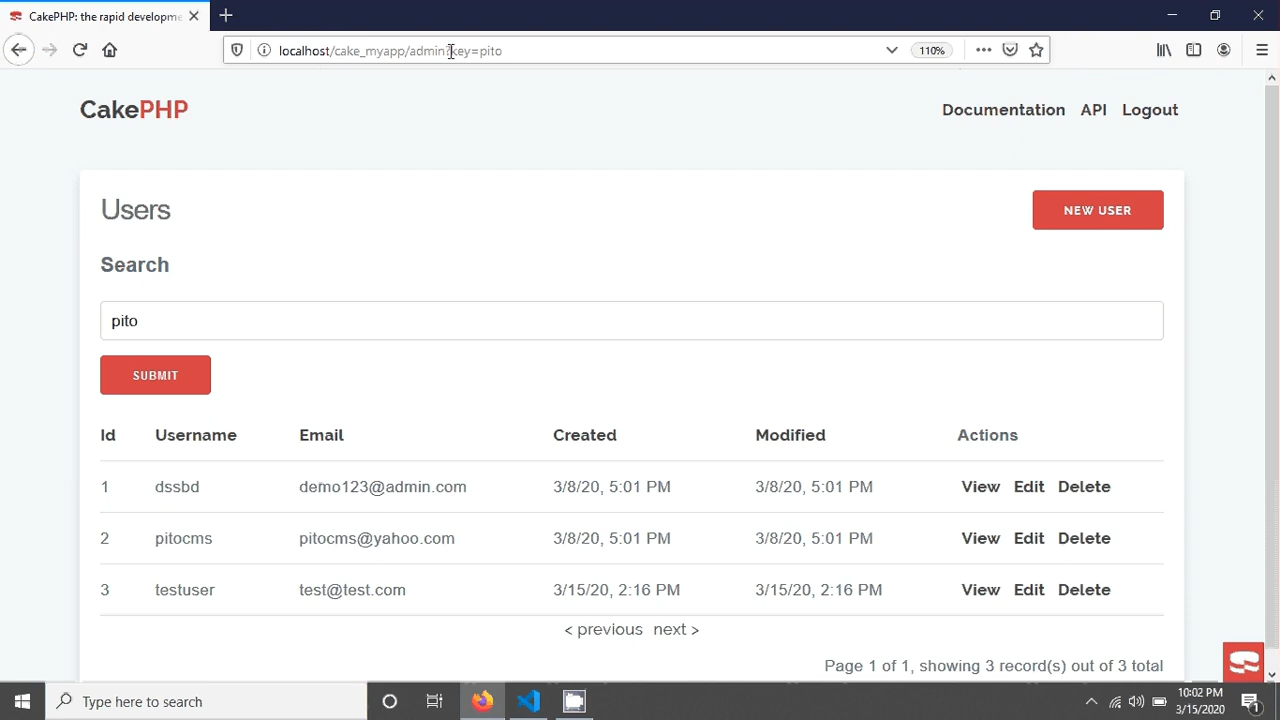 CakePHP: the rapid developme
localhost/cake_myapp/admin?key=pito
110%
CakePHP
Documentation API Logout
Users
NEW USER
Search
pito
SUBMIT
Id Username Email Created Modified Actions
1 dssbd demo123@admin.com 3/8/20, 5:01 PM 3/8/20, 5:01 PM View Edit Delete
2 pitocms pitocms@yahoo.com 3/8/20, 5:01 PM 3/8/20, 5:01 PM View Edit Delete
3 testuser test@test.com 3/15/20, 2:16 PM 3/15/20, 2:16 PM View Edit Delete
< previous next >
Page 1 of 1, showing 3 record(s) out of 3 total
Type here to search
10:02 PM
3/15/2020
1